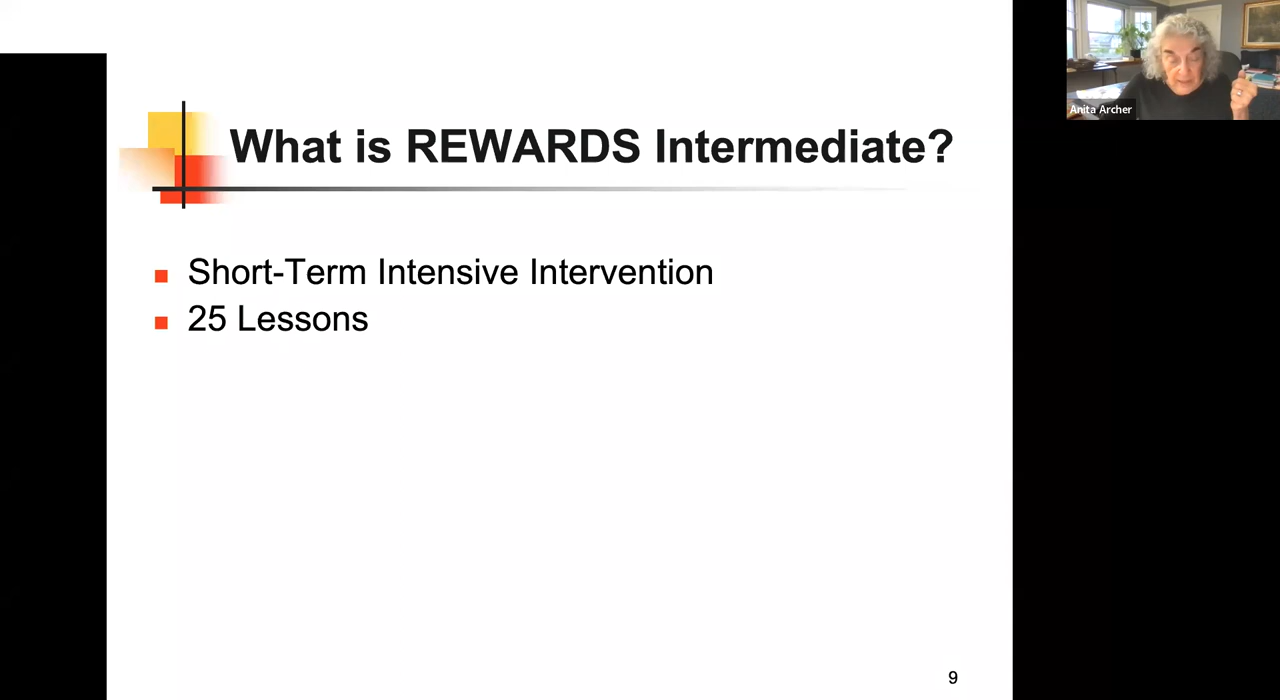 What is REWARDS Intermediate?
Anita Archer
Short-Term Intensive Intervention
25 Lessons
9